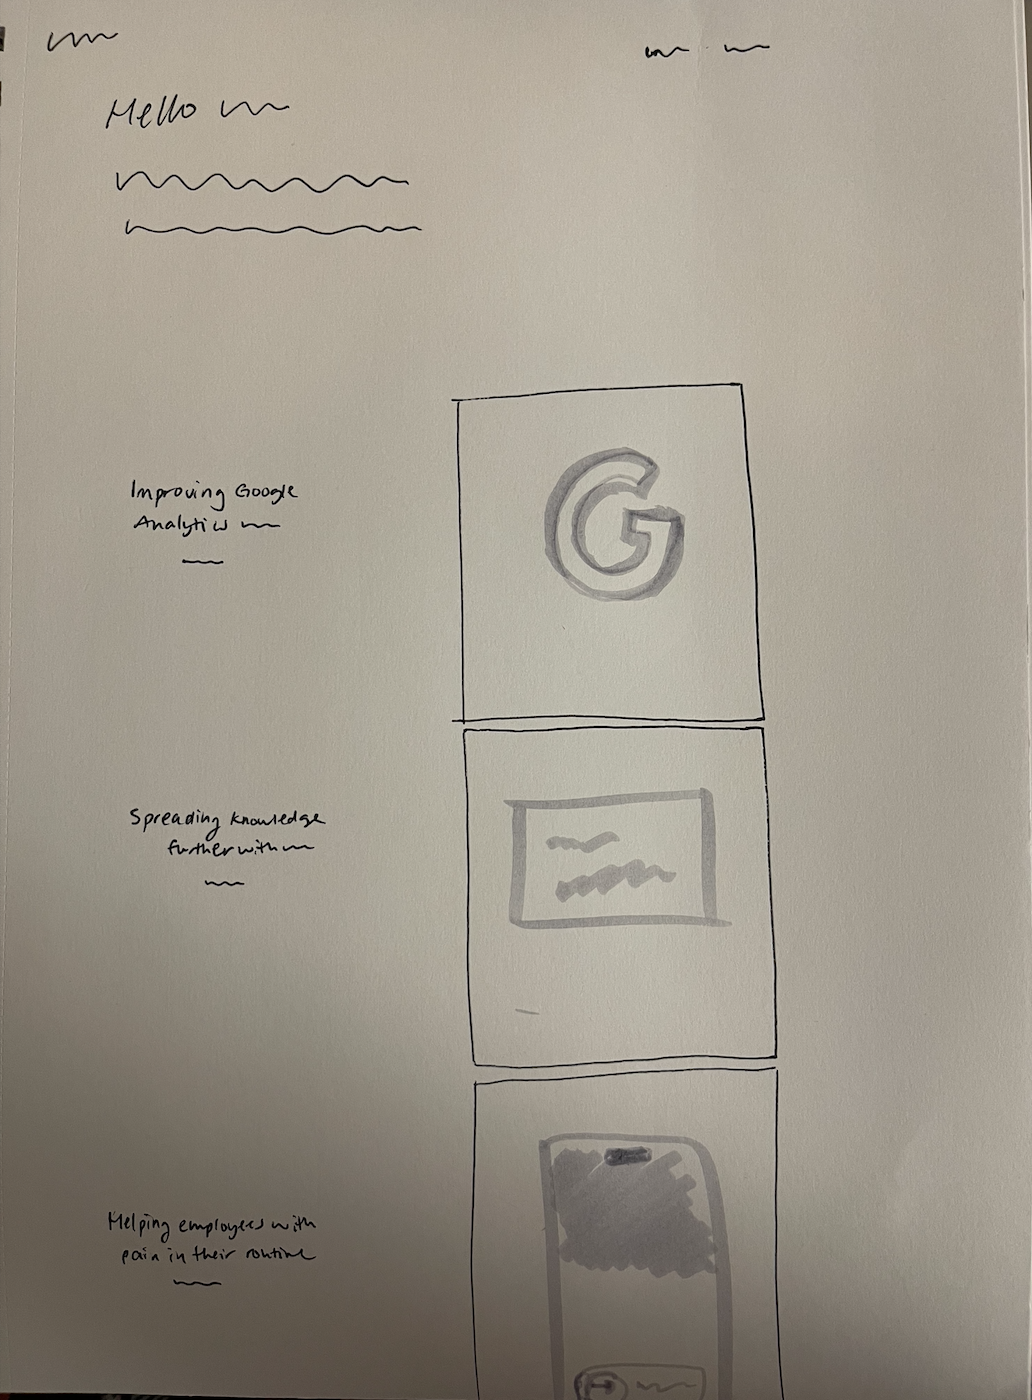 Hello
G
Improving Google
Analytics
Spreading knowledge
further with
Helping employees with
pain in their routine